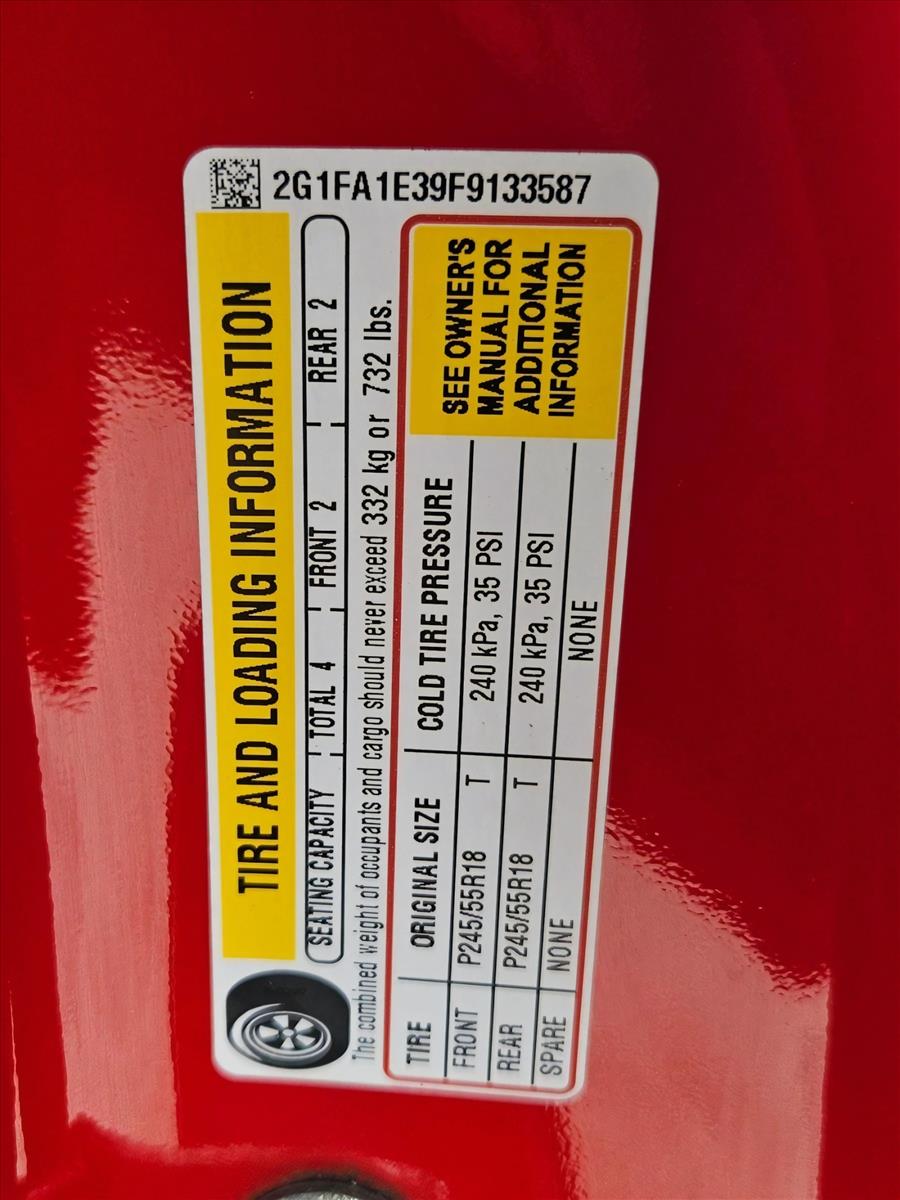 2G1FA1E39F9133587
TIRE AND LOADING INFORMATION
SEATING CAPACITY TOTAL 4 FRONT 2 REAR 2
The combined weight of occupants and cargo should never exceed 332 kg or 732 lbs.
TIRE ORIGINAL SIZE COLD TIRE PRESSURE
FRONT P245/55R18 T 240 kPa, 35 PSI
REAR P245/55R18 T 240 kPa, 35 PSI
SPARE NONE NONE
SEE OWNER'S
MANUAL FOR
ADDITIONAL
INFORMATION